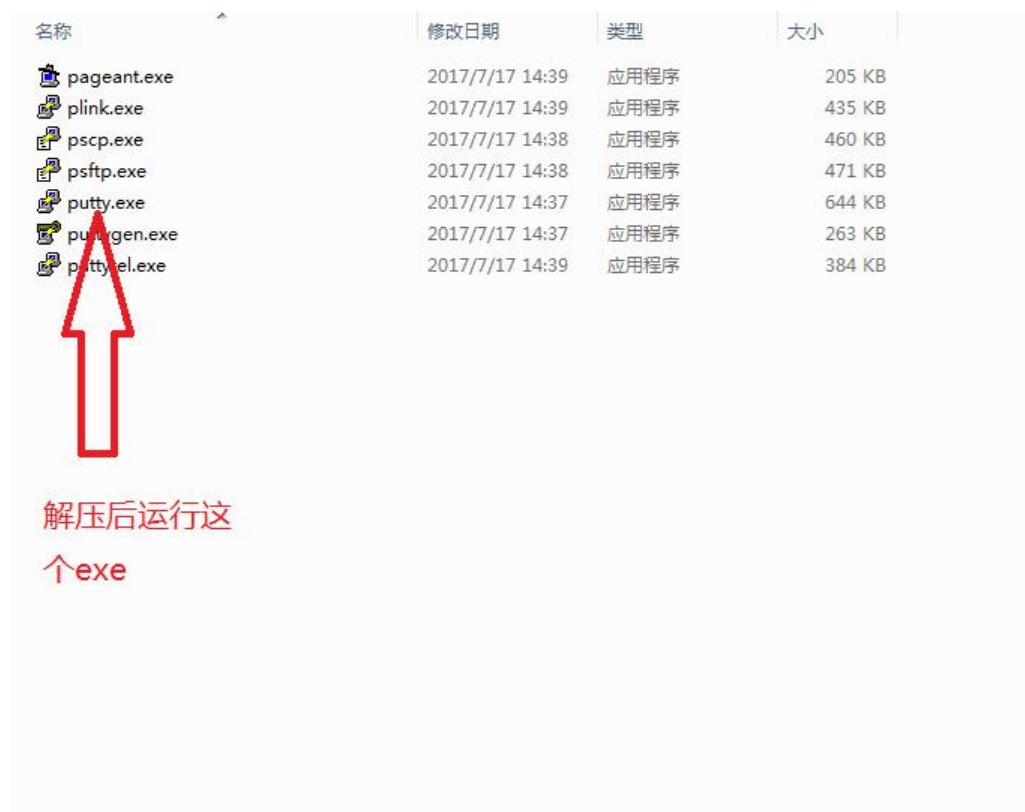 名称 修改日期 类型 大小
pageant.exe 2017/7/17 14:39 应用程序 205 KB
plink.exe 2017/7/17 14:39 应用程序 435 KB
pscp.exe 2017/7/17 14:38 应用程序 460 KB
psftp.exe 2017/7/17 14:38 应用程序 471 KB
putty.exe 2017/7/17 14:37 应用程序 644 KB
puttygen.exe 2017/7/17 14:37 应用程序 263 KB
puttytel.exe 2017/7/17 14:39 应用程序 384 KB
解压后运行这
个exe